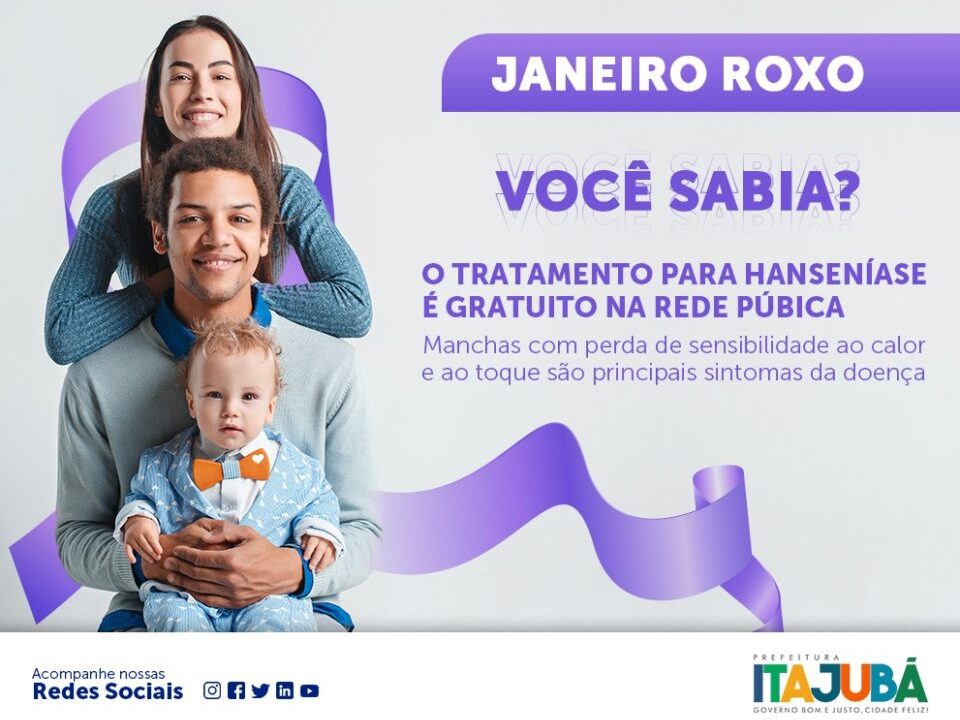 JANEIRO ROXO
VOCÊ SABIA?
O TRATAMENTO PARA HANSENÍASE
É GRATUITO NA REDE PÚBICA
Manchas com perda de sensibilidade ao calor
e ao toque são principais sintomas da doença
Acompanhe nossas
Redes Sociais
PREFEITURA
ITAJUBÁ
GOVERNO BOM E JUSTO, CIDADE FELIZ!